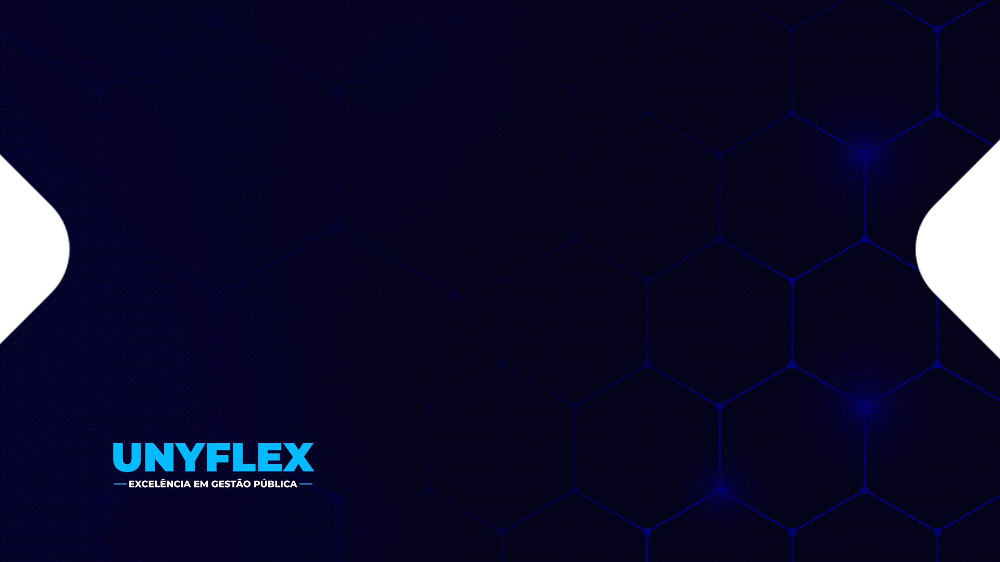 UNYFLEX
EXCELÊNCIA EM GESTÃO PÚBLICA